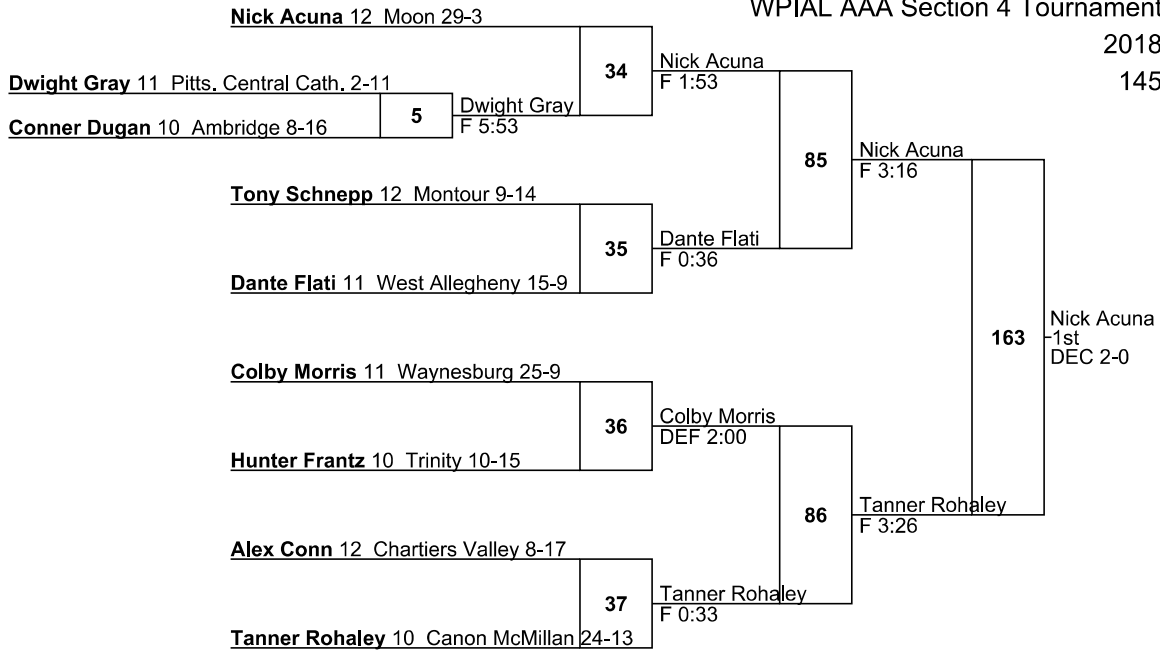 WPIAL AAA Section 4 Tournament
2018
145
Nick Acuna 12 Moon 29-3
34
Nick Acuna
F 1:53
Dwight Gray 11 Pitts. Central Cath. 2-11
5
Dwight Gray
F 5:53
Conner Dugan 10 Ambridge 8-16
85
Nick Acuna
F 3:16
Tony Schnepp 12 Montour 9-14
35
Dante Flati
F 0:36
Dante Flati 11 West Allegheny 15-9
163
Nick Acuna
1st
DEC 2-0
Colby Morris 11 Waynesburg 25-9
36
Colby Morris
DEF 2:00
Hunter Frantz 10 Trinity 10-15
86
Tanner Rohaley
F 3:26
Alex Conn 12 Chartiers Valley 8-17
37
Tanner Rohaley
F 0:33
Tanner Rohaley 10 Canon McMillan 24-13